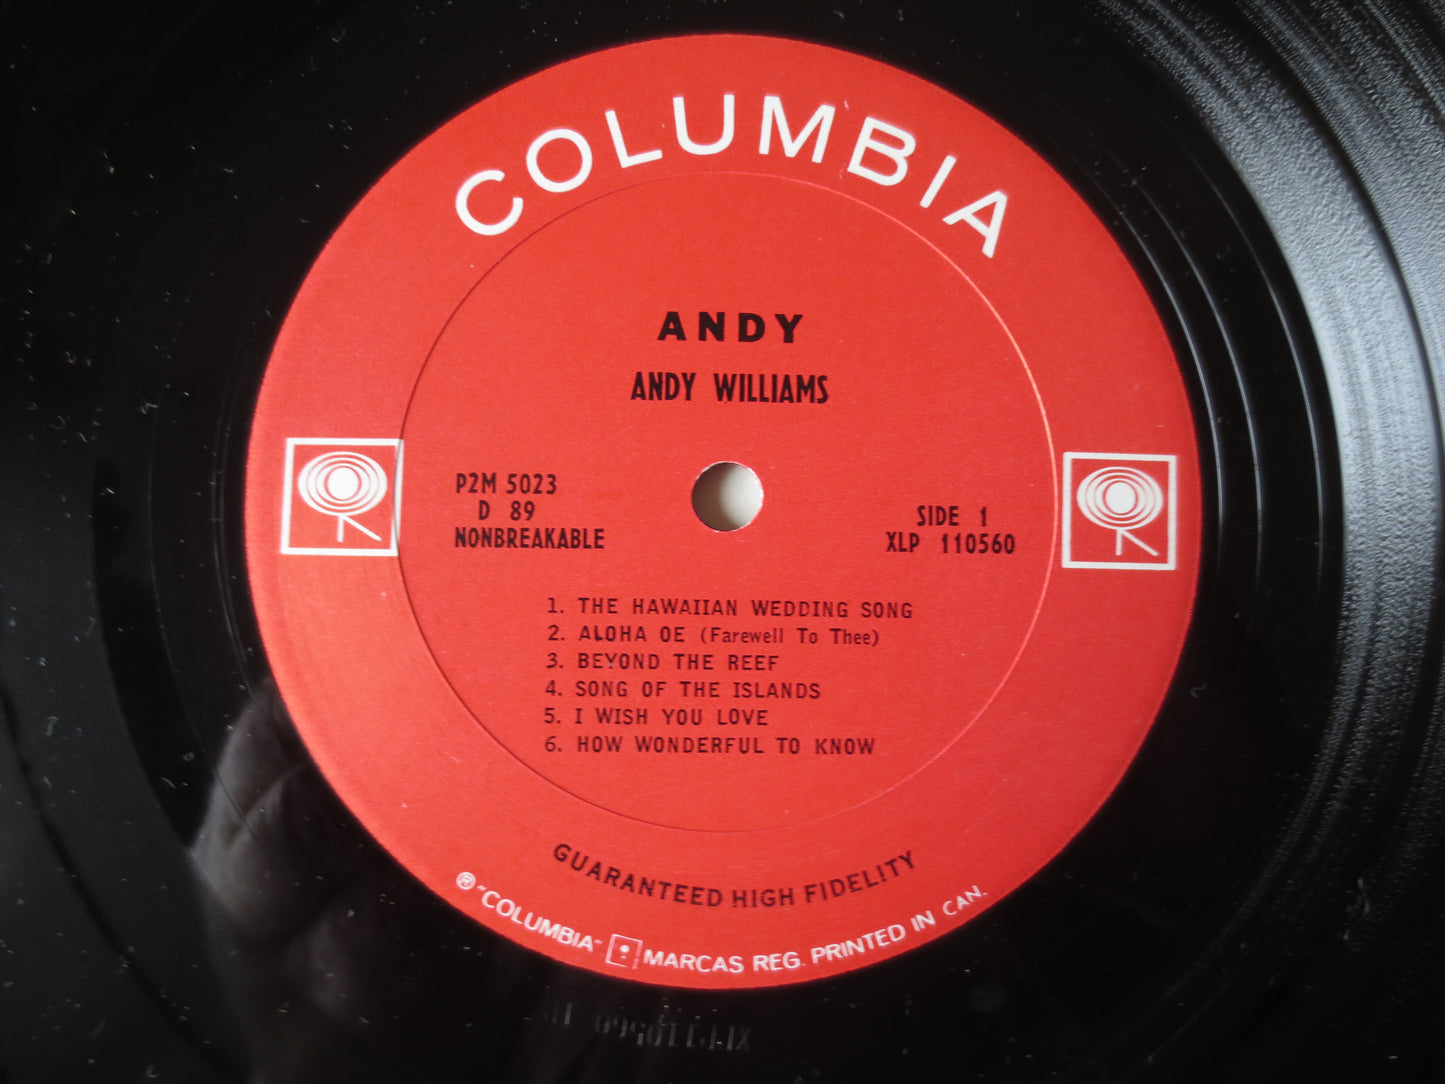 COLUMBIA
ANDY
ANDY WILLIAMS
P2M 5023
D 89
NONBREAKABLE
SIDE 1
XLP 110560
1. THE HAWAIIAN WEDDING SONG
2. ALOHA OE (Farewell To Thee)
3. BEYOND THE REEF
4. SONG OF THE ISLANDS
5. I WISH YOU LOVE
6. HOW WONDERFUL TO KNOW
GUARANTEED HIGH FIDELITY
® "COLUMBIA" MARCAS REG. PRINTED IN CAN.